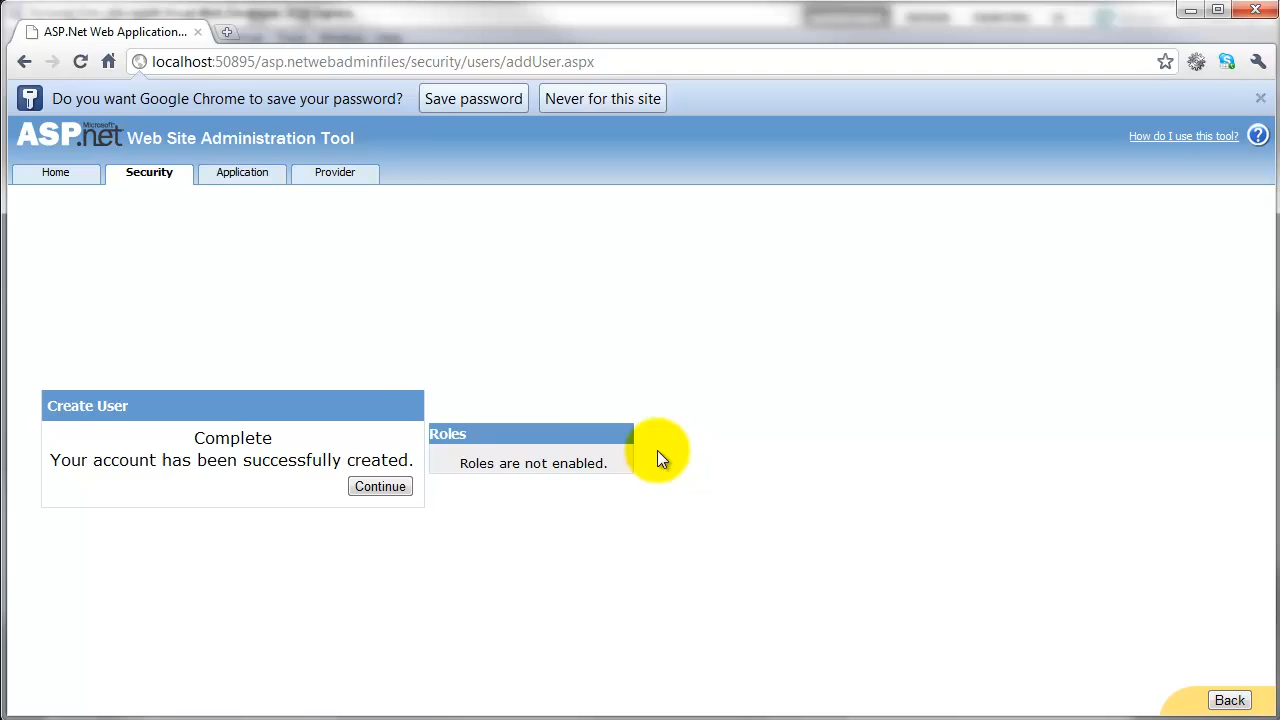 ASP.Net Web Application...
localhost:50895/asp.netwebadminfiles/security/users/addUser.aspx
Do you want Google Chrome to save your password?
Save password
Never for this site
Microsoft
ASP.net Web Site Administration Tool
How do I use this tool?
?
Home
Security
Application
Provider
Create User
Complete
Your account has been successfully created.
Continue
Roles
Roles are not enabled.
Back